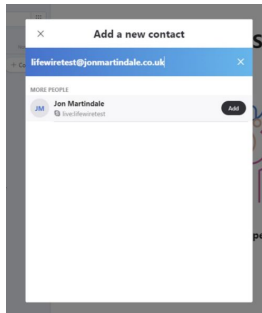 Add a new contact
lifewiretest@jonmartindale.co.uk
MORE PEOPLE
JM
Jon Martindale
Add
live:lifewiretest